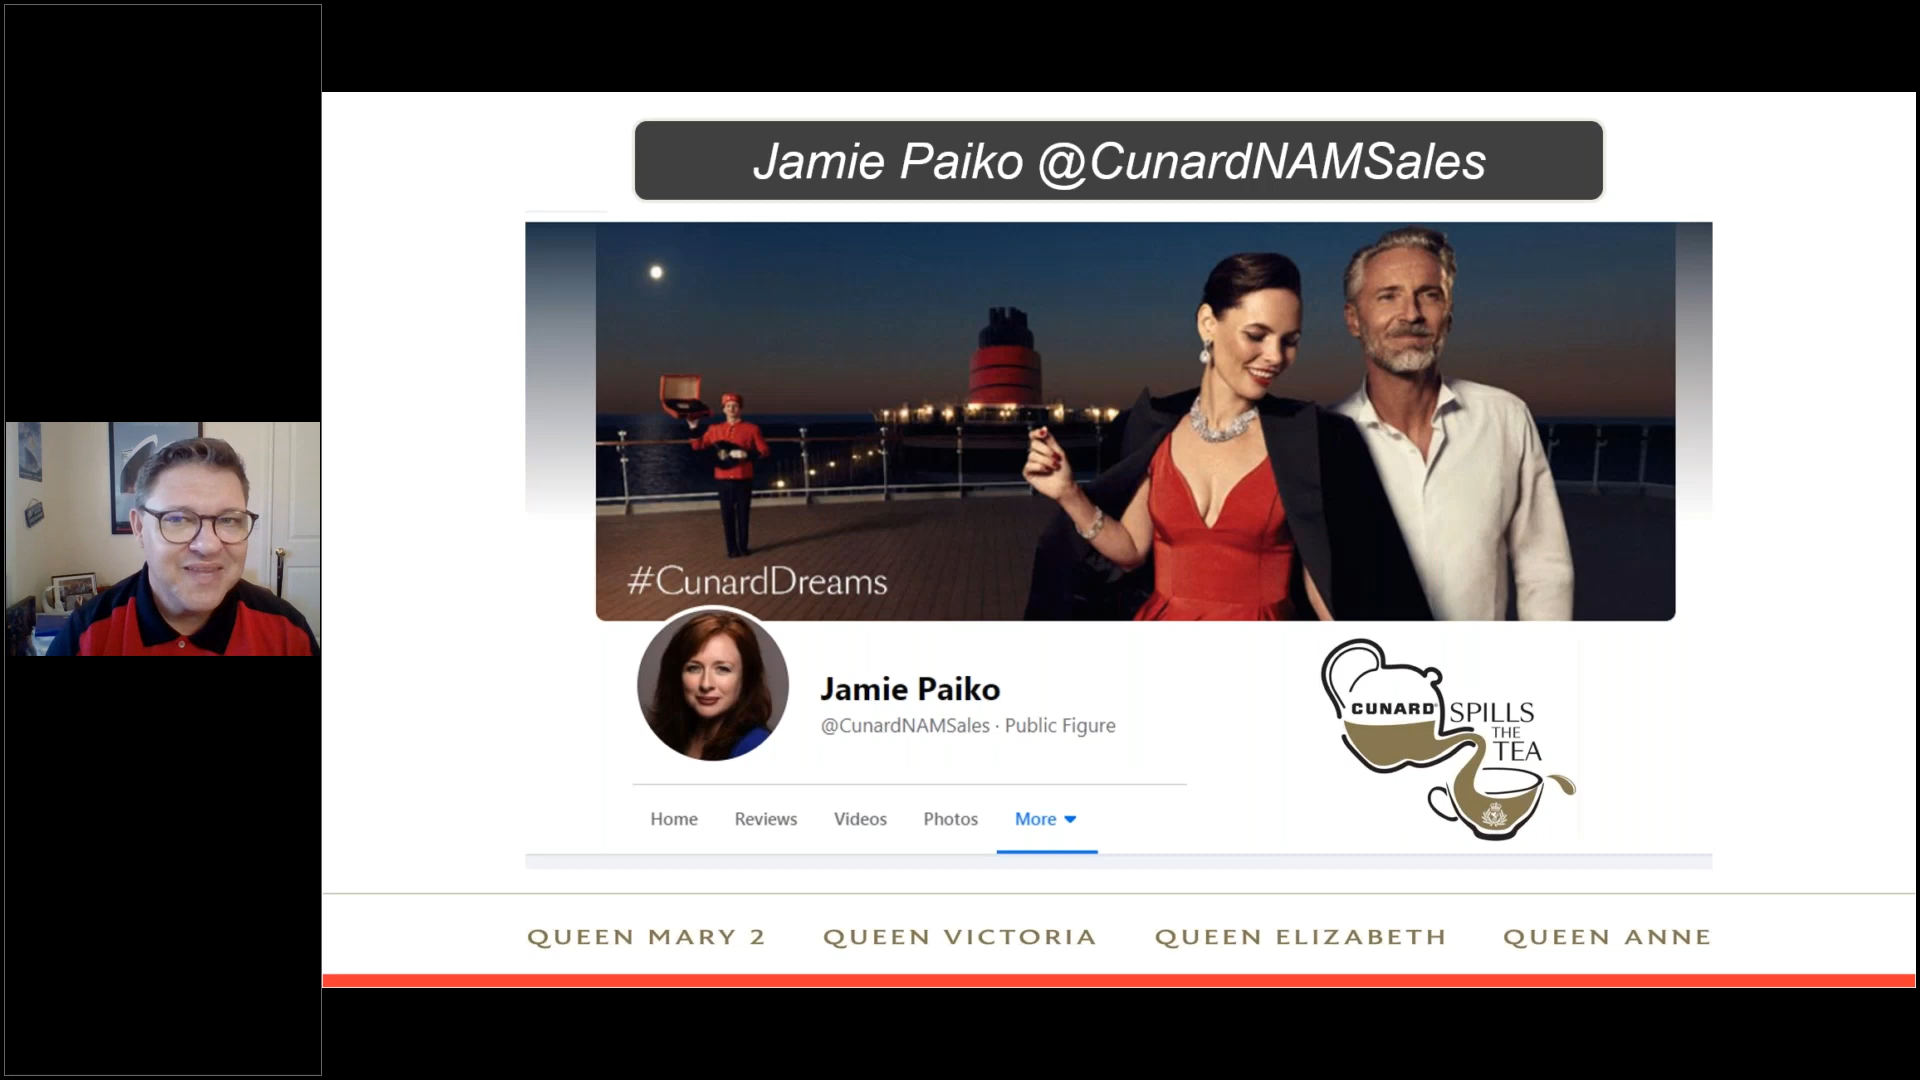 Jamie Paiko @CunardNAMSales
#CunardDreams
Jamie Paiko
@CunardNAMSales · Public Figure
CUNARD®
SPILLS
THE
TEA
Home Reviews Videos Photos More
QUEEN MARY 2 QUEEN VICTORIA QUEEN ELIZABETH QUEEN ANNE